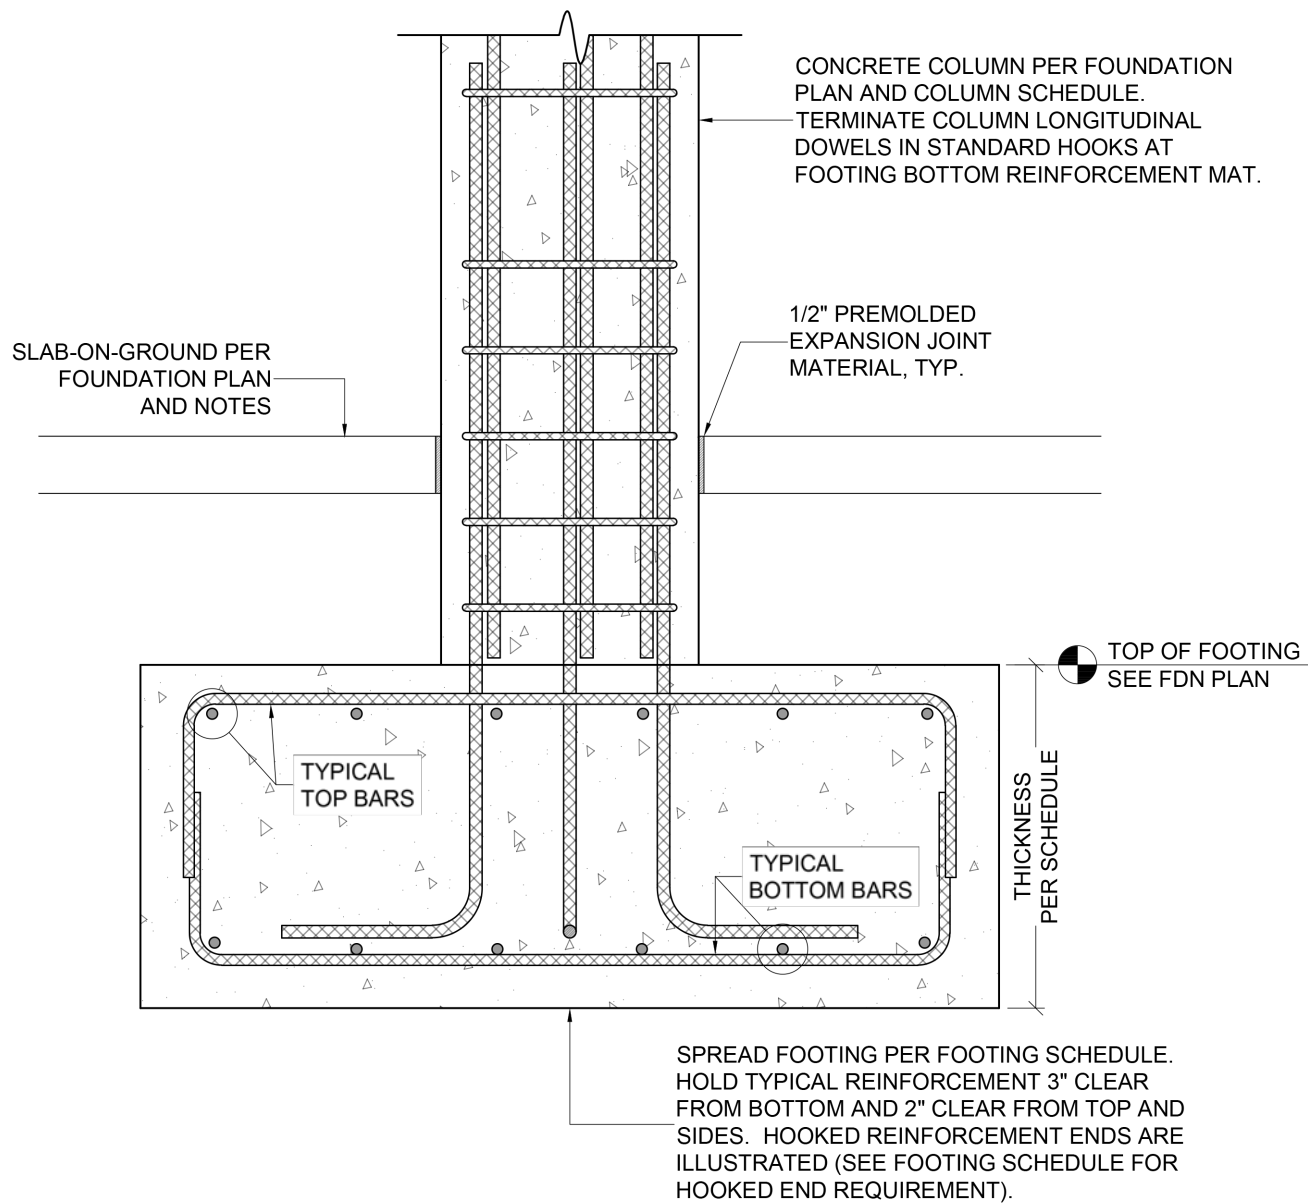 CONCRETE COLUMN PER FOUNDATION
PLAN AND COLUMN SCHEDULE.
TERMINATE COLUMN LONGITUDINAL
DOWELS IN STANDARD HOOKS AT
FOOTING BOTTOM REINFORCEMENT MAT.
1/2" PREMOLDED
EXPANSION JOINT
MATERIAL, TYP.
SLAB-ON-GROUND PER
FOUNDATION PLAN
AND NOTES
TOP OF FOOTING
SEE FDN PLAN
TYPICAL
TOP BARS
THICKNESS
PER SCHEDULE
TYPICAL
BOTTOM BARS
SPREAD FOOTING PER FOOTING SCHEDULE.
HOLD TYPICAL REINFORCEMENT 3" CLEAR
FROM BOTTOM AND 2" CLEAR FROM TOP AND
SIDES.  HOOKED REINFORCEMENT ENDS ARE
ILLUSTRATED (SEE FOOTING SCHEDULE FOR
HOOKED END REQUIREMENT).